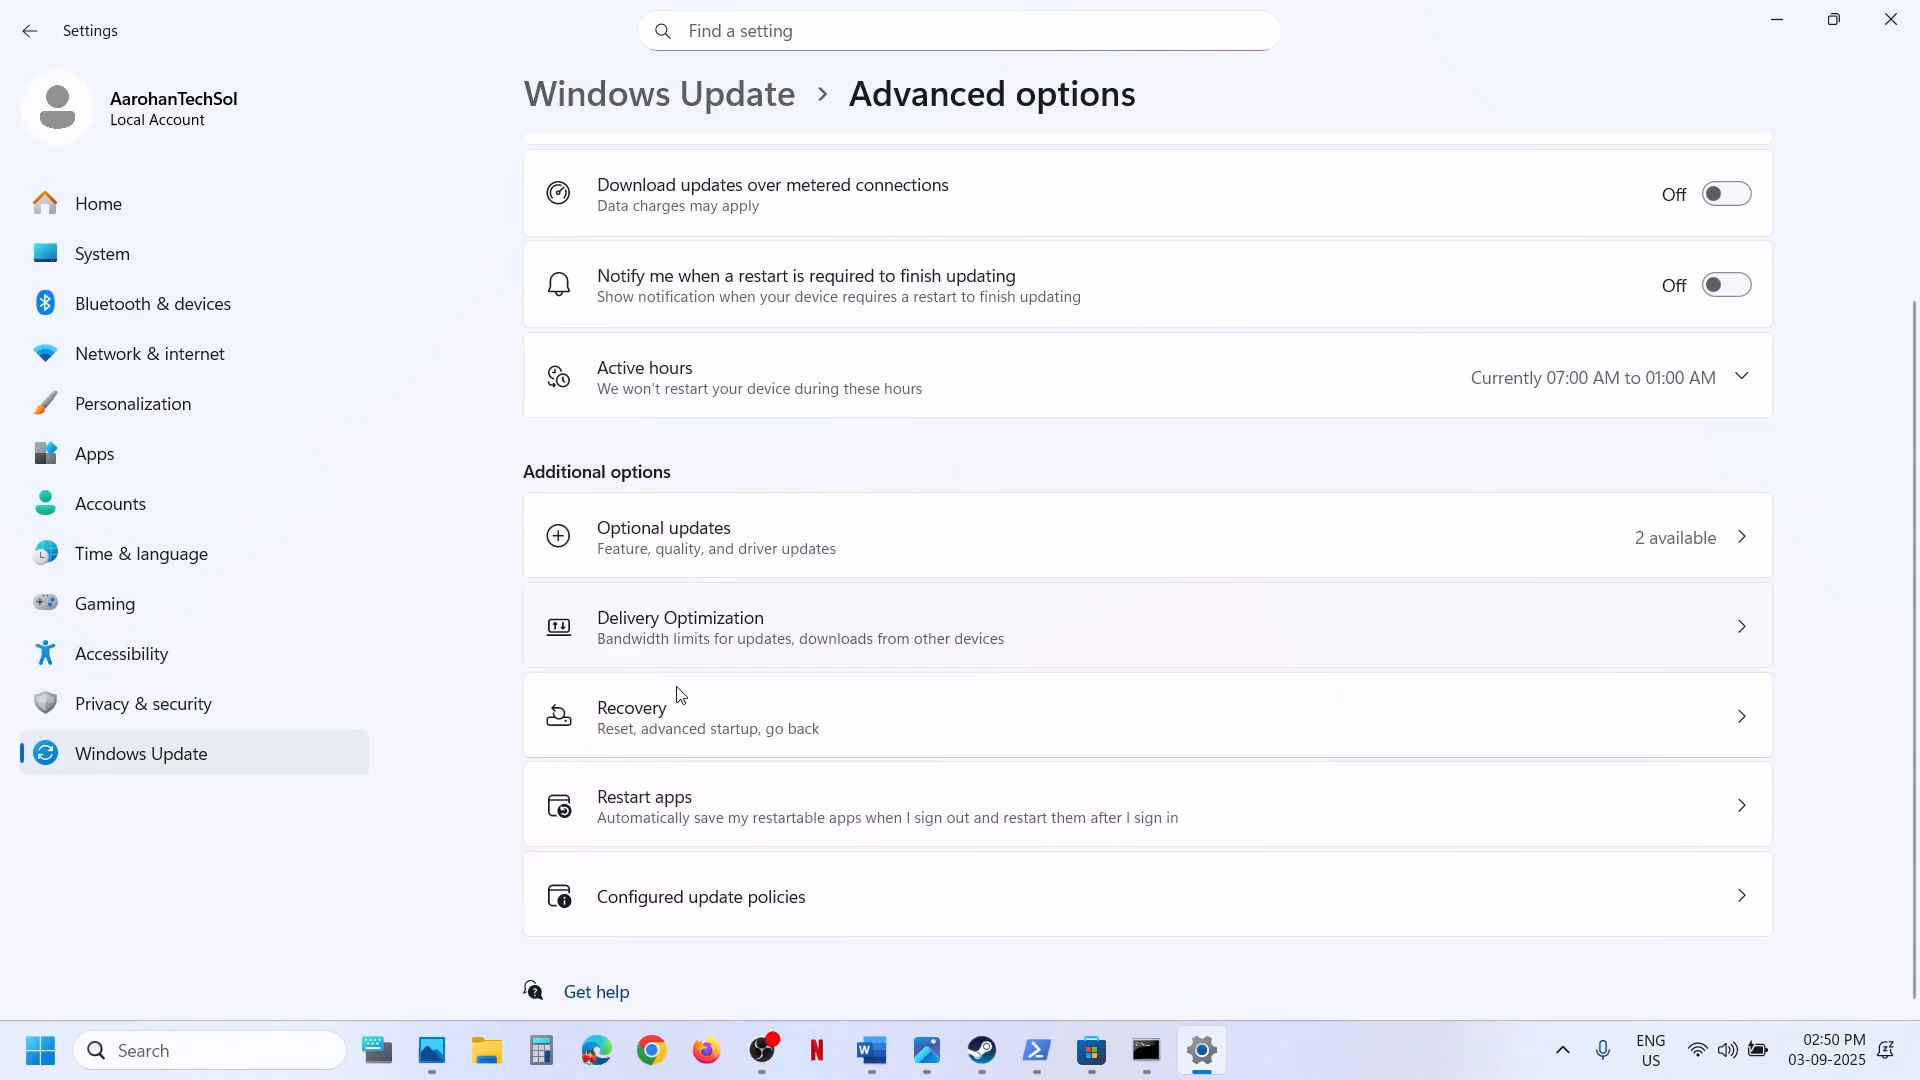 Settings
Find a setting
AarohanTechSol
Local Account
Home
System
Bluetooth & devices
Network & internet
Personalization
Apps
Accounts
Time & language
Gaming
Accessibility
Privacy & security
Windows Update
Windows Update > Advanced options
Download updates over metered connections
Data charges may apply
Off
Notify me when a restart is required to finish updating
Show notification when your device requires a restart to finish updating
Off
Active hours
We won't restart your device during these hours
Currently 07:00 AM to 01:00 AM
Additional options
Optional updates
Feature, quality, and driver updates
2 available
Delivery Optimization
Bandwidth limits for updates, downloads from other devices
Recovery
Reset, advanced startup, go back
Restart apps
Automatically save my restartable apps when I sign out and restart them after I sign in
Configured update policies
Get help
Search
ENG
US
02:50 PM
03-09-2025